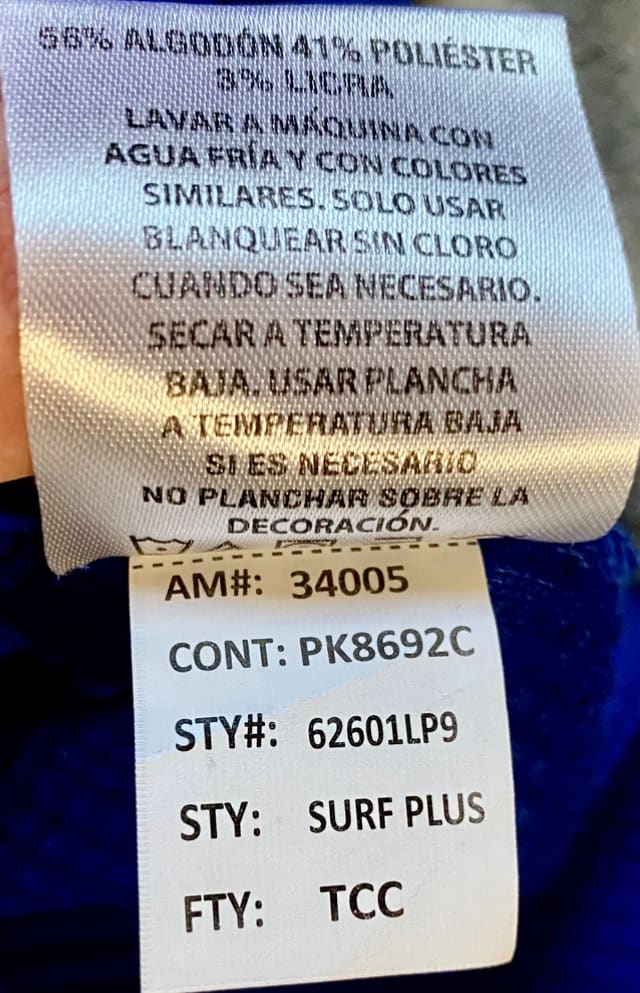 56% ALGODÓN 41% POLIÉSTER
3% LICRA
LAVAR A MÁQUINA CON
AGUA FRÍA Y CON COLORES
SIMILARES. SOLO USAR
BLANQUEAR SIN CLORO
CUANDO SEA NECESARIO.
SECAR A TEMPERATURA
BAJA. USAR PLANCHA
A TEMPERATURA BAJA
SI ES NECESARIO
NO PLANCHAR SOBRE LA
DECORACIÓN.
AM#: 34005
CONT: PK8692C
STY#: 62601LP9
STY: SURF PLUS
FTY: TCC